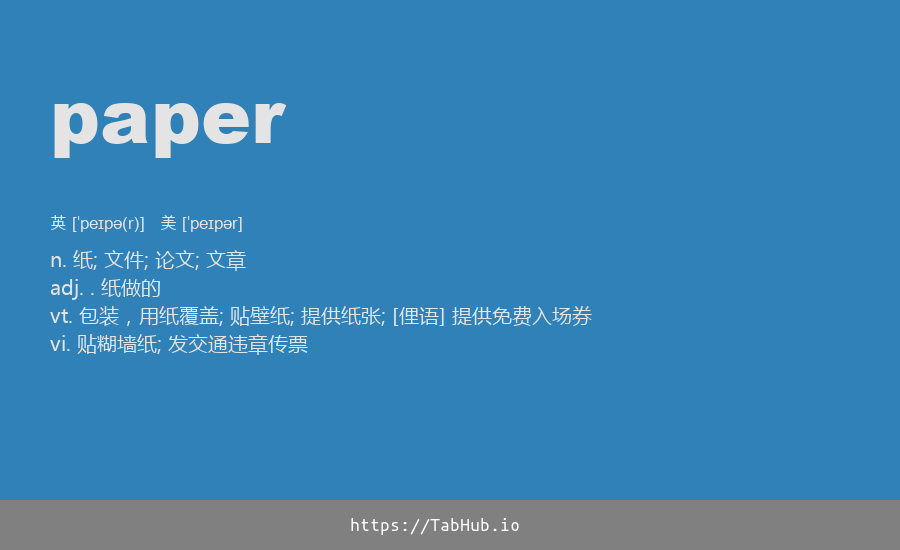 paper
英 [ˈpeɪpə(r)] 美 [ˈpeɪpər]
n. 纸; 文件; 论文; 文章
adj. . 纸做的
vt. 包装，用纸覆盖; 贴壁纸; 提供纸张; [俚语] 提供免费入场券
vi. 贴糊墙纸; 发交通违章传票
https://TabHub.io